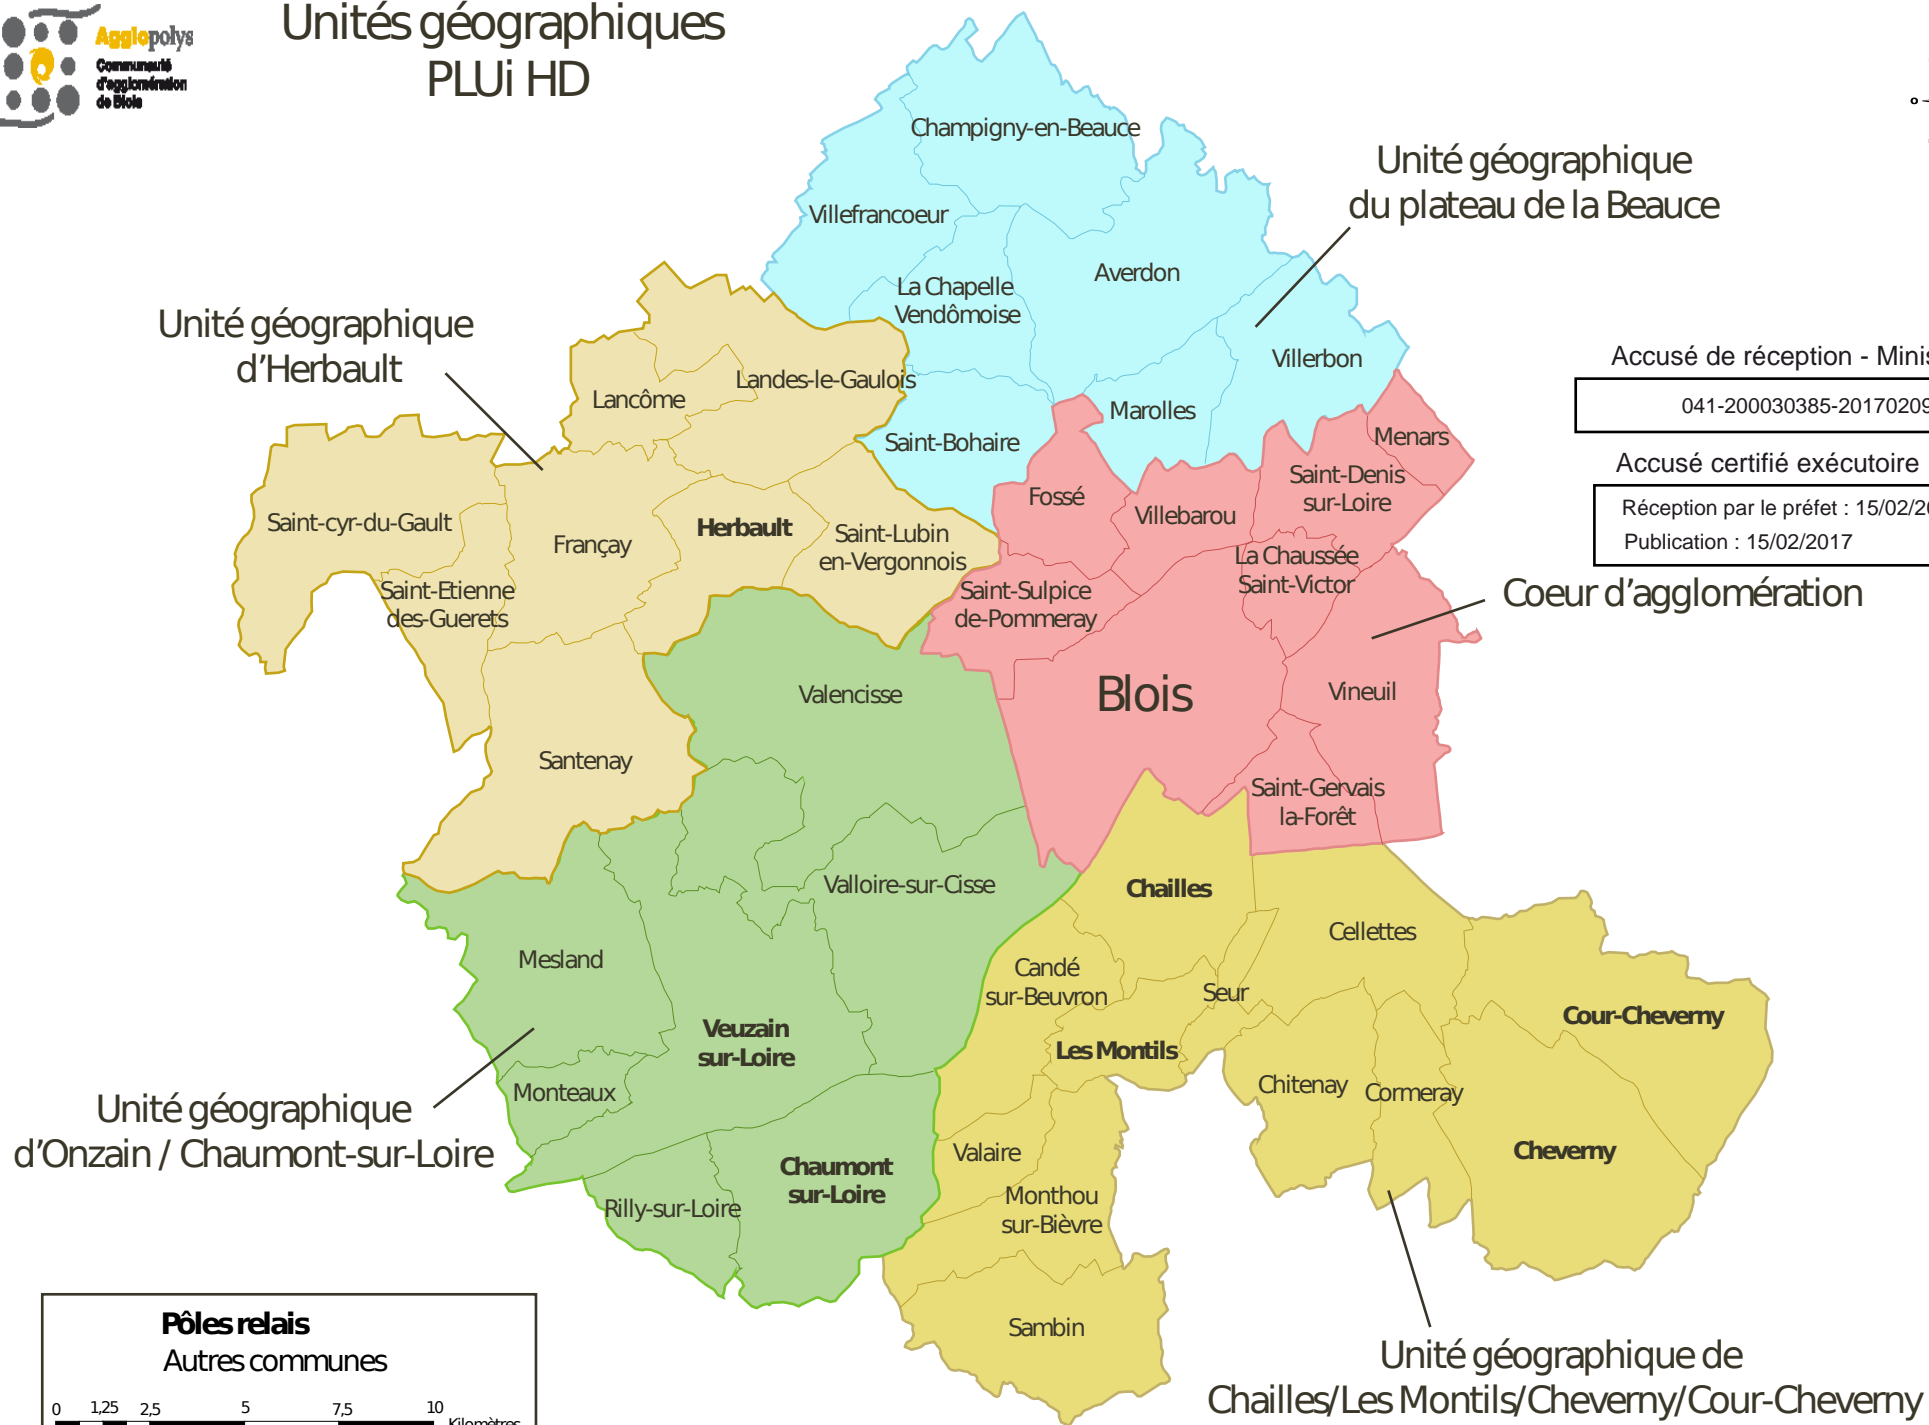 Agglopolys
Communauté
d'agglomération
de Blois
Unités géographiques
PLUi HD
Unité géographique
du plateau de la Beauce
Unité géographique
d'Herbault
Coeur d'agglomération
Unité géographique
d'Onzain / Chaumont-sur-Loire
Unité géographique de
Chailles/Les Montils/Cheverny/Cour-Cheverny
Accusé de réception - Minis
041-200030385-20170209
Accusé certifié exécutoire
Réception par le préfet : 15/02/20
Publication : 15/02/2017
Champigny-en-Beauce
Villefrancoeur
La Chapelle
Vendômoise
Averdon
Villerbon
Marolles
Saint-Bohaire
Landes-le-Gaulois
Lancôme
Saint-cyr-du-Gault
Françay
Herbault
Saint-Lubin
en-Vergonnois
Saint-Etienne
des-Guerets
Santenay
Menars
Saint-Denis
sur-Loire
Fossé
Villebarou
La Chaussée
Saint-Victor
Saint-Sulpice
de-Pommeray
Blois
Vineuil
Saint-Gervais
la-Forêt
Valencisse
Valloire-sur-Cisse
Mesland
Veuzain
sur-Loire
Monteaux
Chaumont
sur-Loire
Rilly-sur-Loire
Chailles
Cellettes
Candé
sur-Beuvron
Seur
Les Montils
Cour-Cheverny
Chitenay
Cormeray
Cheverny
Valaire
Monthou
sur-Bièvre
Sambin
Pôles relais
Autres communes
0 1,25 2,5 5 7,5 10
Kilomètres